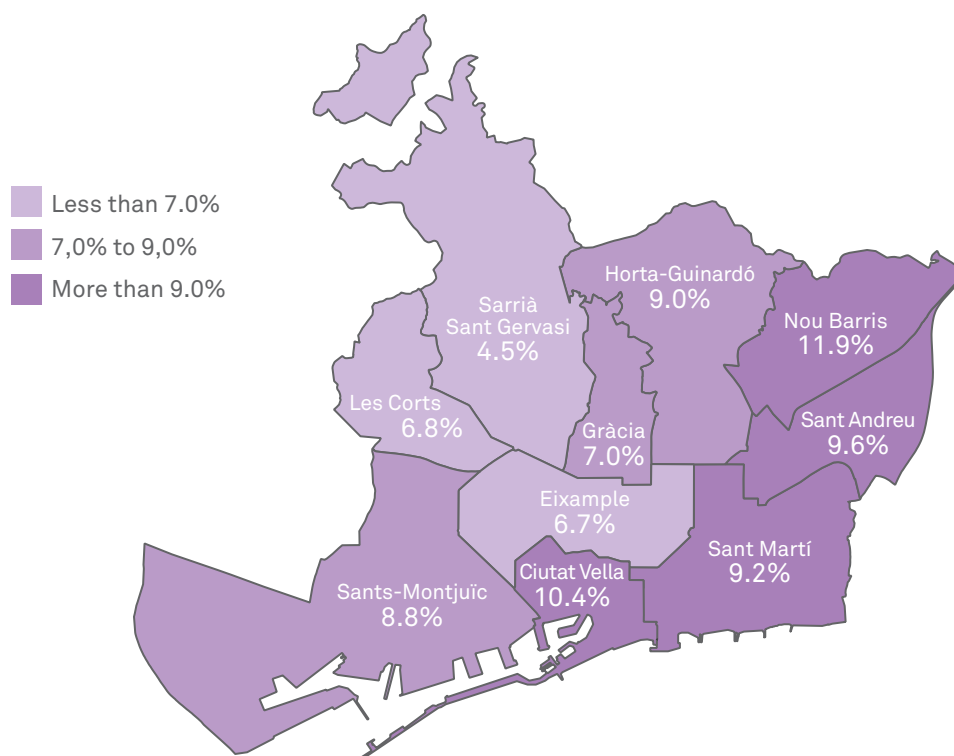 Less than 7.0%
7,0% to 9,0%
More than 9.0%
Horta-Guinardó
9.0%
Sarrià
Sant Gervasi
4.5%
Nou Barris
11.9%
Les Corts
6.8%
Gràcia
7.0%
Sant Andreu
9.6%
Eixample
6.7%
Sant Martí
9.2%
Ciutat Vella
10.4%
Sants-Montjuïc
8.8%